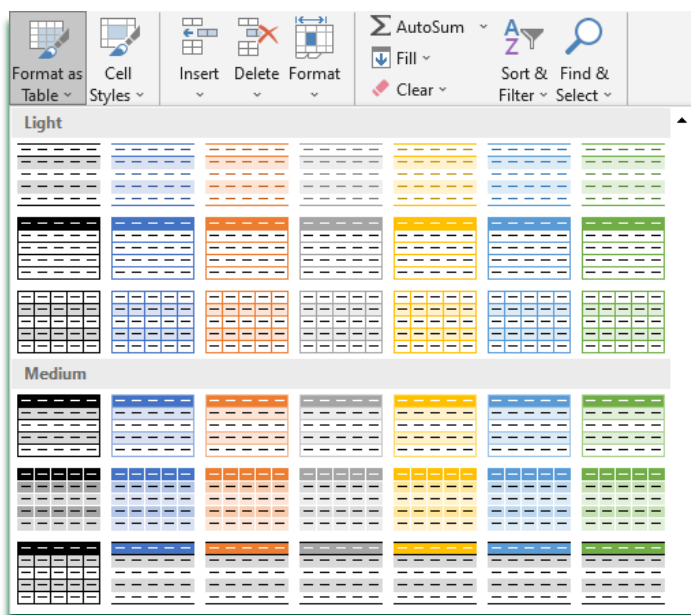 AutoSum
Fill
Clear
Format as
Table
Cell
Styles
Insert
Delete
Format
Sort &
Filter
Find &
Select
Light
Medium